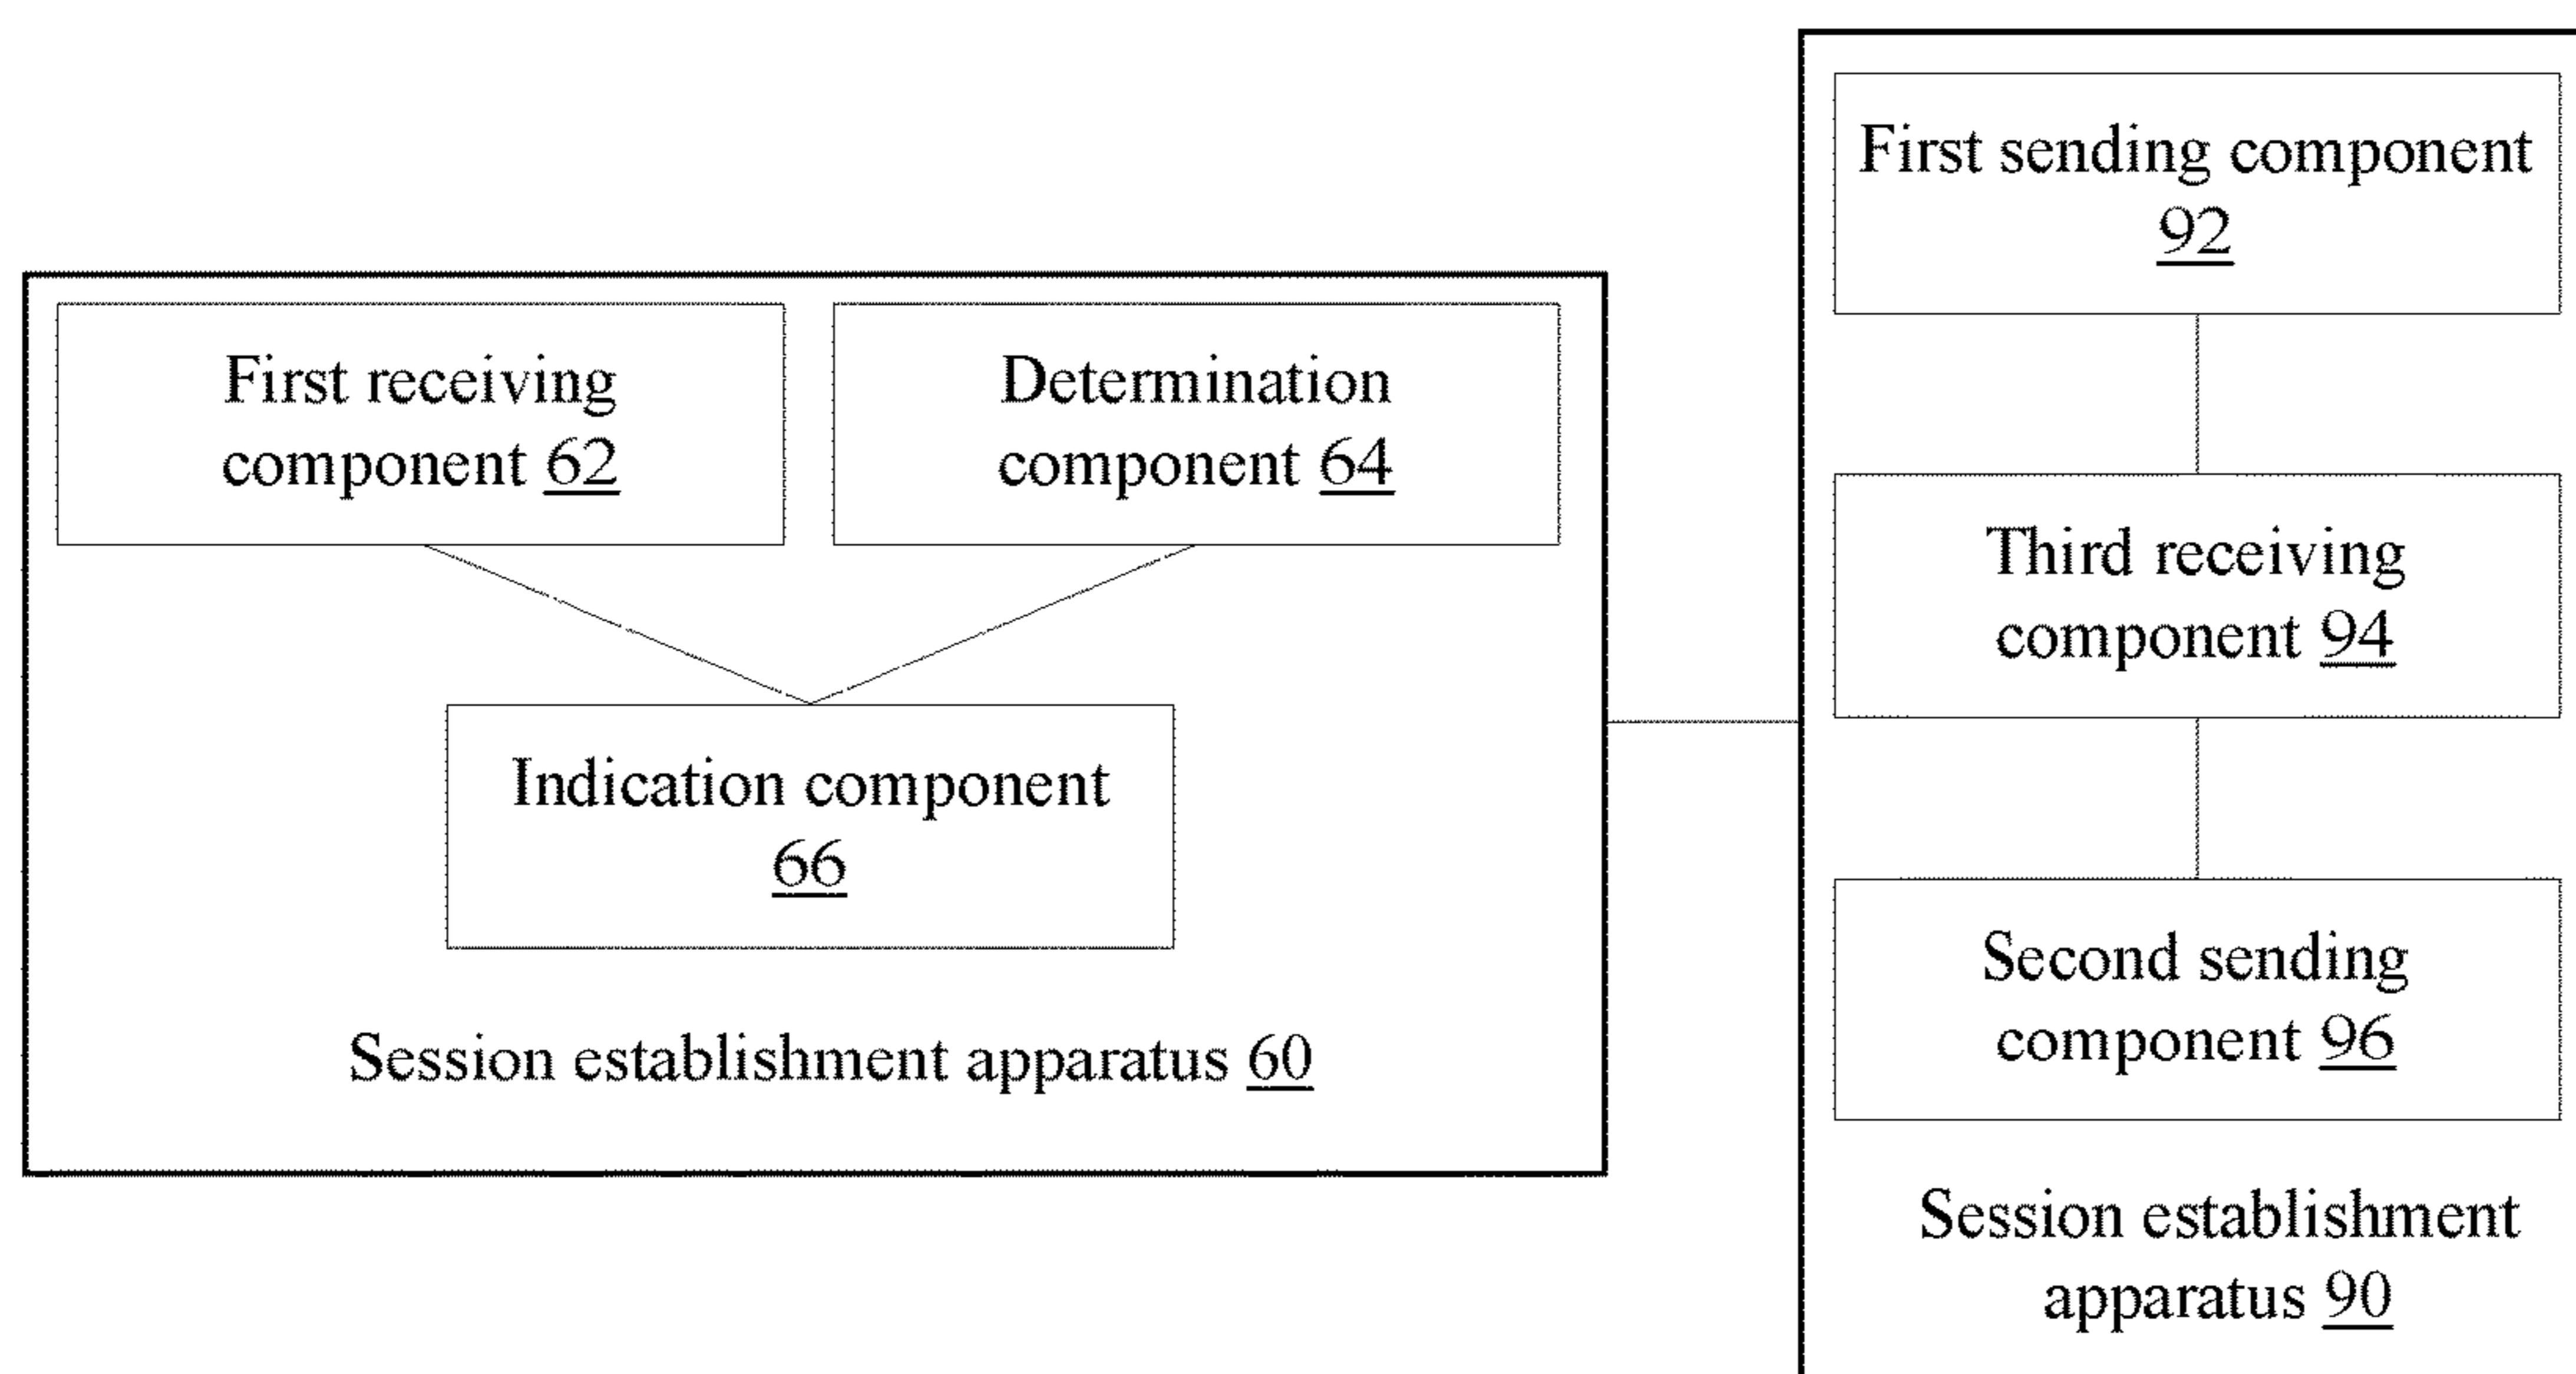 First receiving
component 62
Determination
component 64
Indication component
66
Session establishment apparatus 60
First sending component
92
Third receiving
component 94
Second sending
component 96
Session establishment
apparatus 90